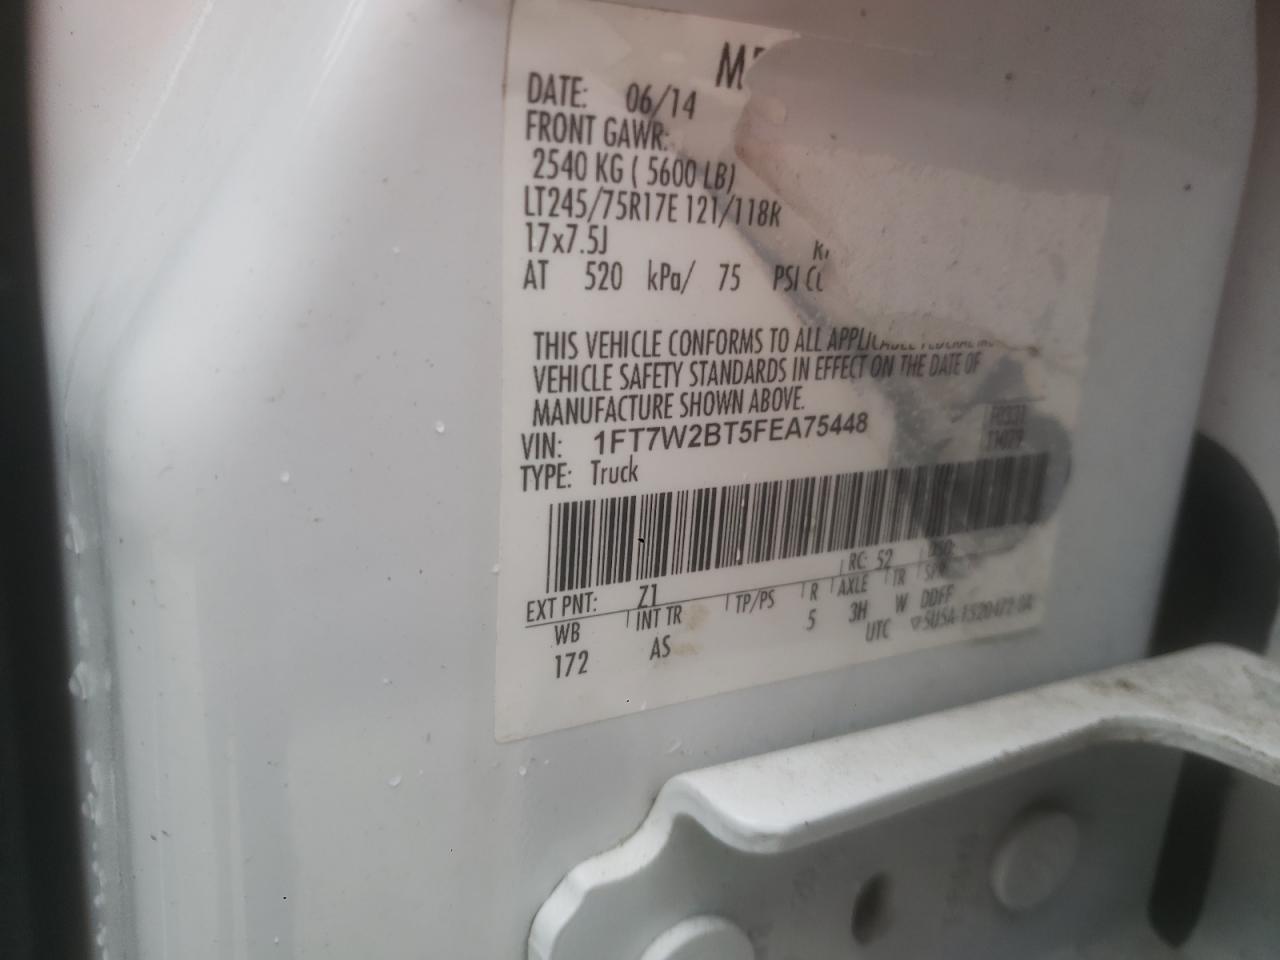 DATE: 06/14
FRONT GAWR:
2540 KG ( 5600 LB)
LT245/75R17E 121/118R
17x7.5J
AT 520 kPa/ 75 PSI
THIS VEHICLE CONFORMS TO ALL APPLICABLE FEDERAL
VEHICLE SAFETY STANDARDS IN EFFECT ON THE DATE OF
MANUFACTURE SHOWN ABOVE.
VIN: 1FT7W2BT5FEA75448
TYPE: Truck
EXT PNT: Z1 RC: 52 DSO:
WB INT TR TP/PS R AXLE TR SPR
172 AS 5 3H W DDFF
UTC